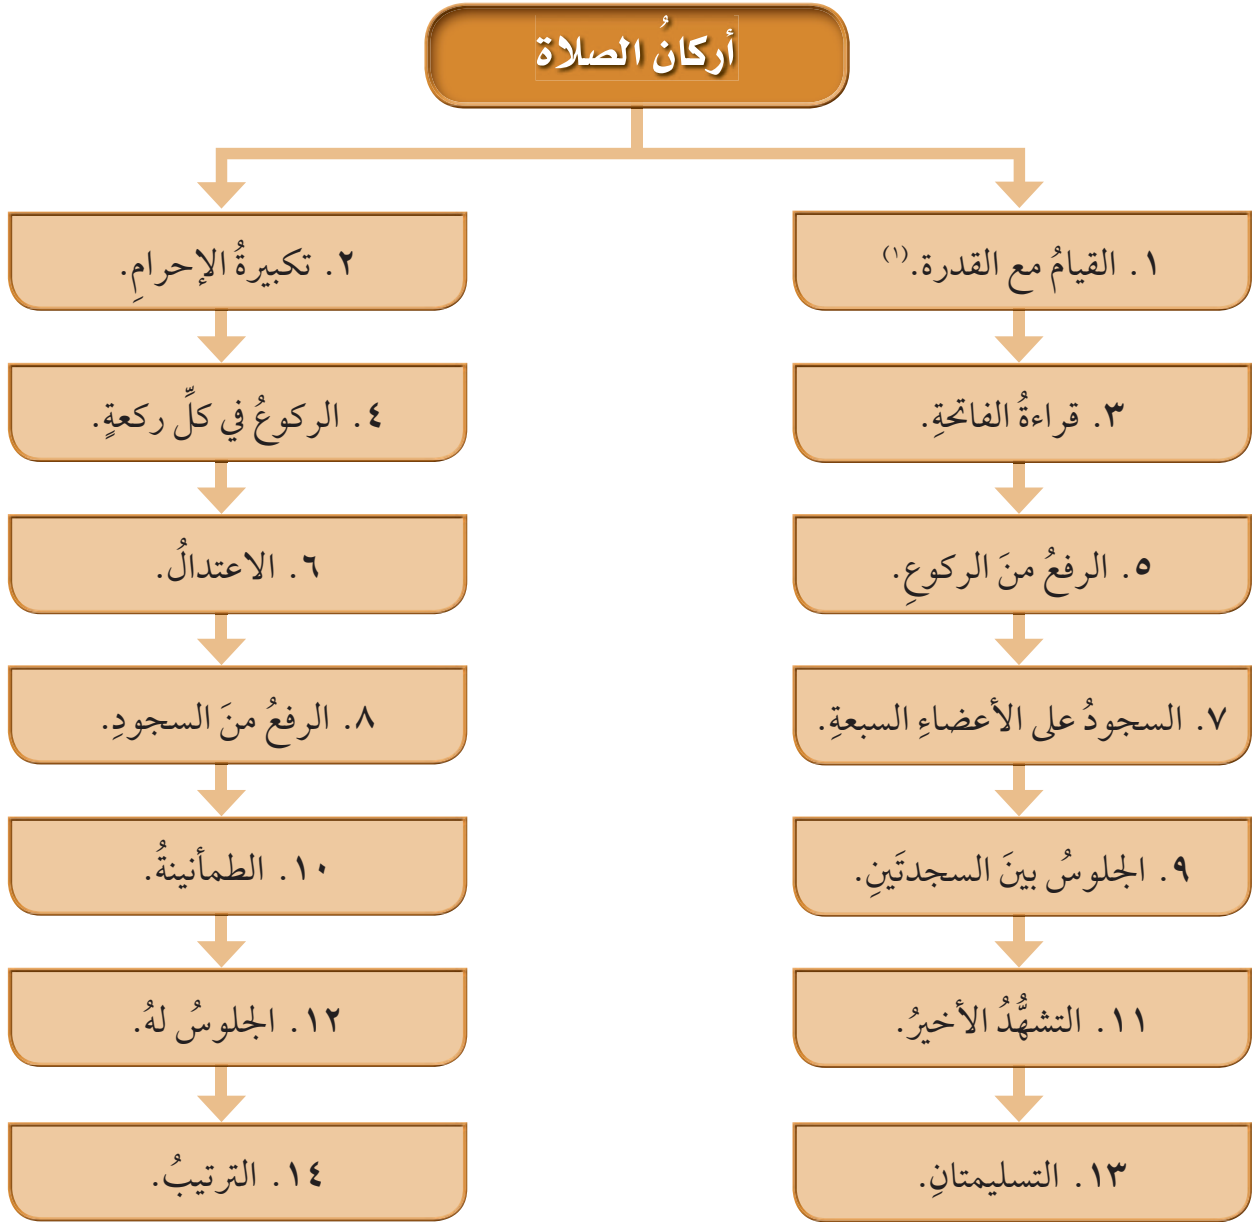 أركانُ الصلاة
١. القيامُ مع القدرة.(١)
٢. تكبيرةُ الإحرامِ.
٣. قراءةُ الفاتحةِ.
٤. الركوعُ في كلِّ ركعةٍ.
٥. الرفعُ منَ الركوعِ.
٦. الاعتدالُ.
٧. السجودُ على الأعضاءِ السبعةِ.
٨. الرفعُ منَ السجودِ.
٩. الجلوسُ بينَ السجدتَينِ.
١٠. الطمأنينةُ.
١١. التشهُّدُ الأخيرُ.
١٢. الجلوسُ لهُ.
١٣. التسليمتانِ.
١٤. الترتيبُ.